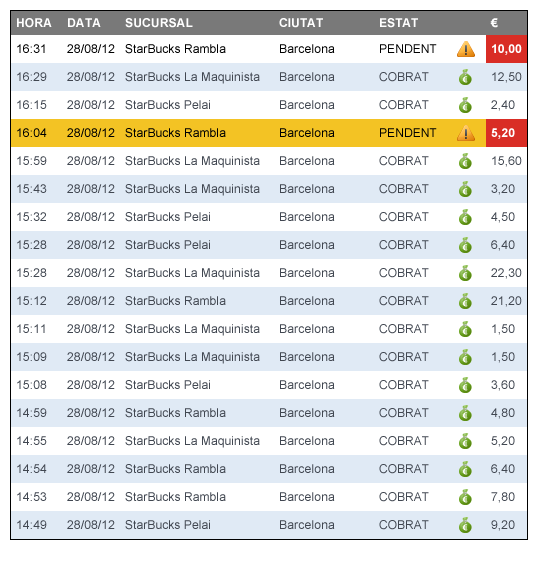 HORA DATA SUCURSAL CIUTAT ESTAT €
16:31 28/08/12 StarBucks Rambla Barcelona PENDENT 10,00
16:29 28/08/12 StarBucks La Maquinista Barcelona COBRAT € 12,50
16:15 28/08/12 StarBucks Pelai Barcelona COBRAT € 2,40
16:04 28/08/12 StarBucks Rambla Barcelona PENDENT 5,20
15:59 28/08/12 StarBucks La Maquinista Barcelona COBRAT € 15,60
15:43 28/08/12 StarBucks La Maquinista Barcelona COBRAT € 3,20
15:32 28/08/12 StarBucks Pelai Barcelona COBRAT € 4,50
15:28 28/08/12 StarBucks Pelai Barcelona COBRAT € 6,40
15:28 28/08/12 StarBucks La Maquinista Barcelona COBRAT € 22,30
15:12 28/08/12 StarBucks Rambla Barcelona COBRAT € 21,20
15:11 28/08/12 StarBucks La Maquinista Barcelona COBRAT € 1,50
15:09 28/08/12 StarBucks La Maquinista Barcelona COBRAT € 1,50
15:08 28/08/12 StarBucks Pelai Barcelona COBRAT € 3,60
14:59 28/08/12 StarBucks Rambla Barcelona COBRAT € 4,80
14:55 28/08/12 StarBucks La Maquinista Barcelona COBRAT € 5,20
14:54 28/08/12 StarBucks Rambla Barcelona COBRAT € 6,40
14:53 28/08/12 StarBucks Rambla Barcelona COBRAT € 7,80
14:49 28/08/12 StarBucks Pelai Barcelona COBRAT € 9,20